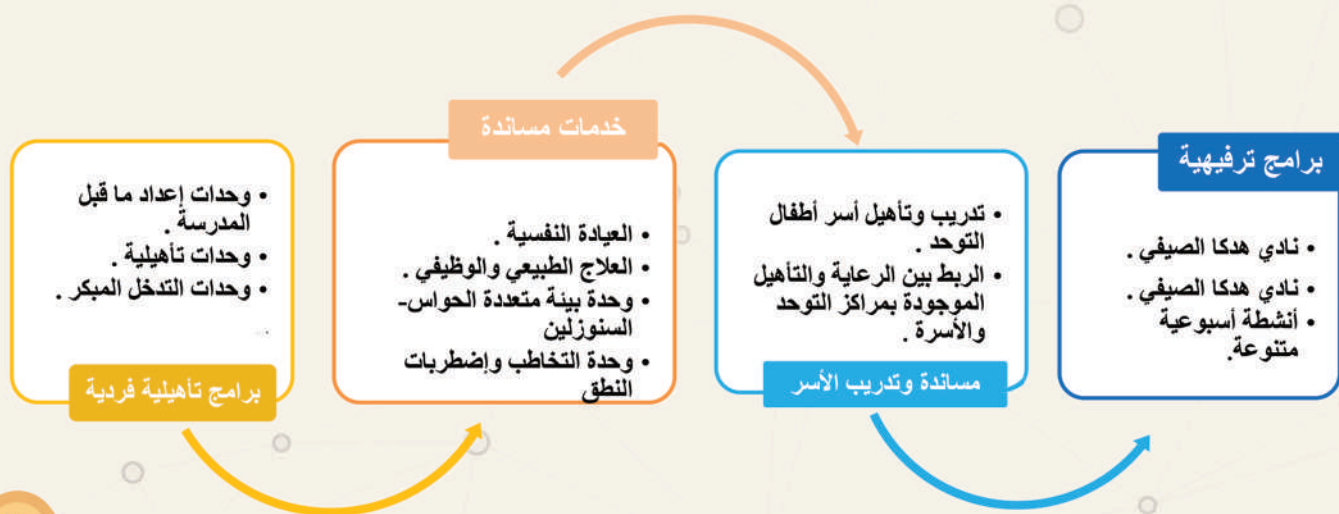 برامج ترفيهية
• نادي هدكا الصيفي .
• نادي هدكا الصيفي .
• أنشطة أسبوعية
متنوعة.
• تدريب وتأهيل أسر أطفال
التوحد .
• الربط بين الرعاية والتأهيل
الموجودة بمراكز التوحد
والأسرة .
مساندة وتدريب الأسر
خدمات مساندة
• العيادة النفسية .
• العلاج الطبيعي والوظيفي .
• وحدة بيئة متعددة الحواس-
السنوزلين
• وحدة التخاطب وإضطربات
النطق
• وحدات إعداد ما قبل
المدرسة .
• وحدات تأهيلية .
• وحدات التدخل المبكر .
.
برامج تأهيلية فردية